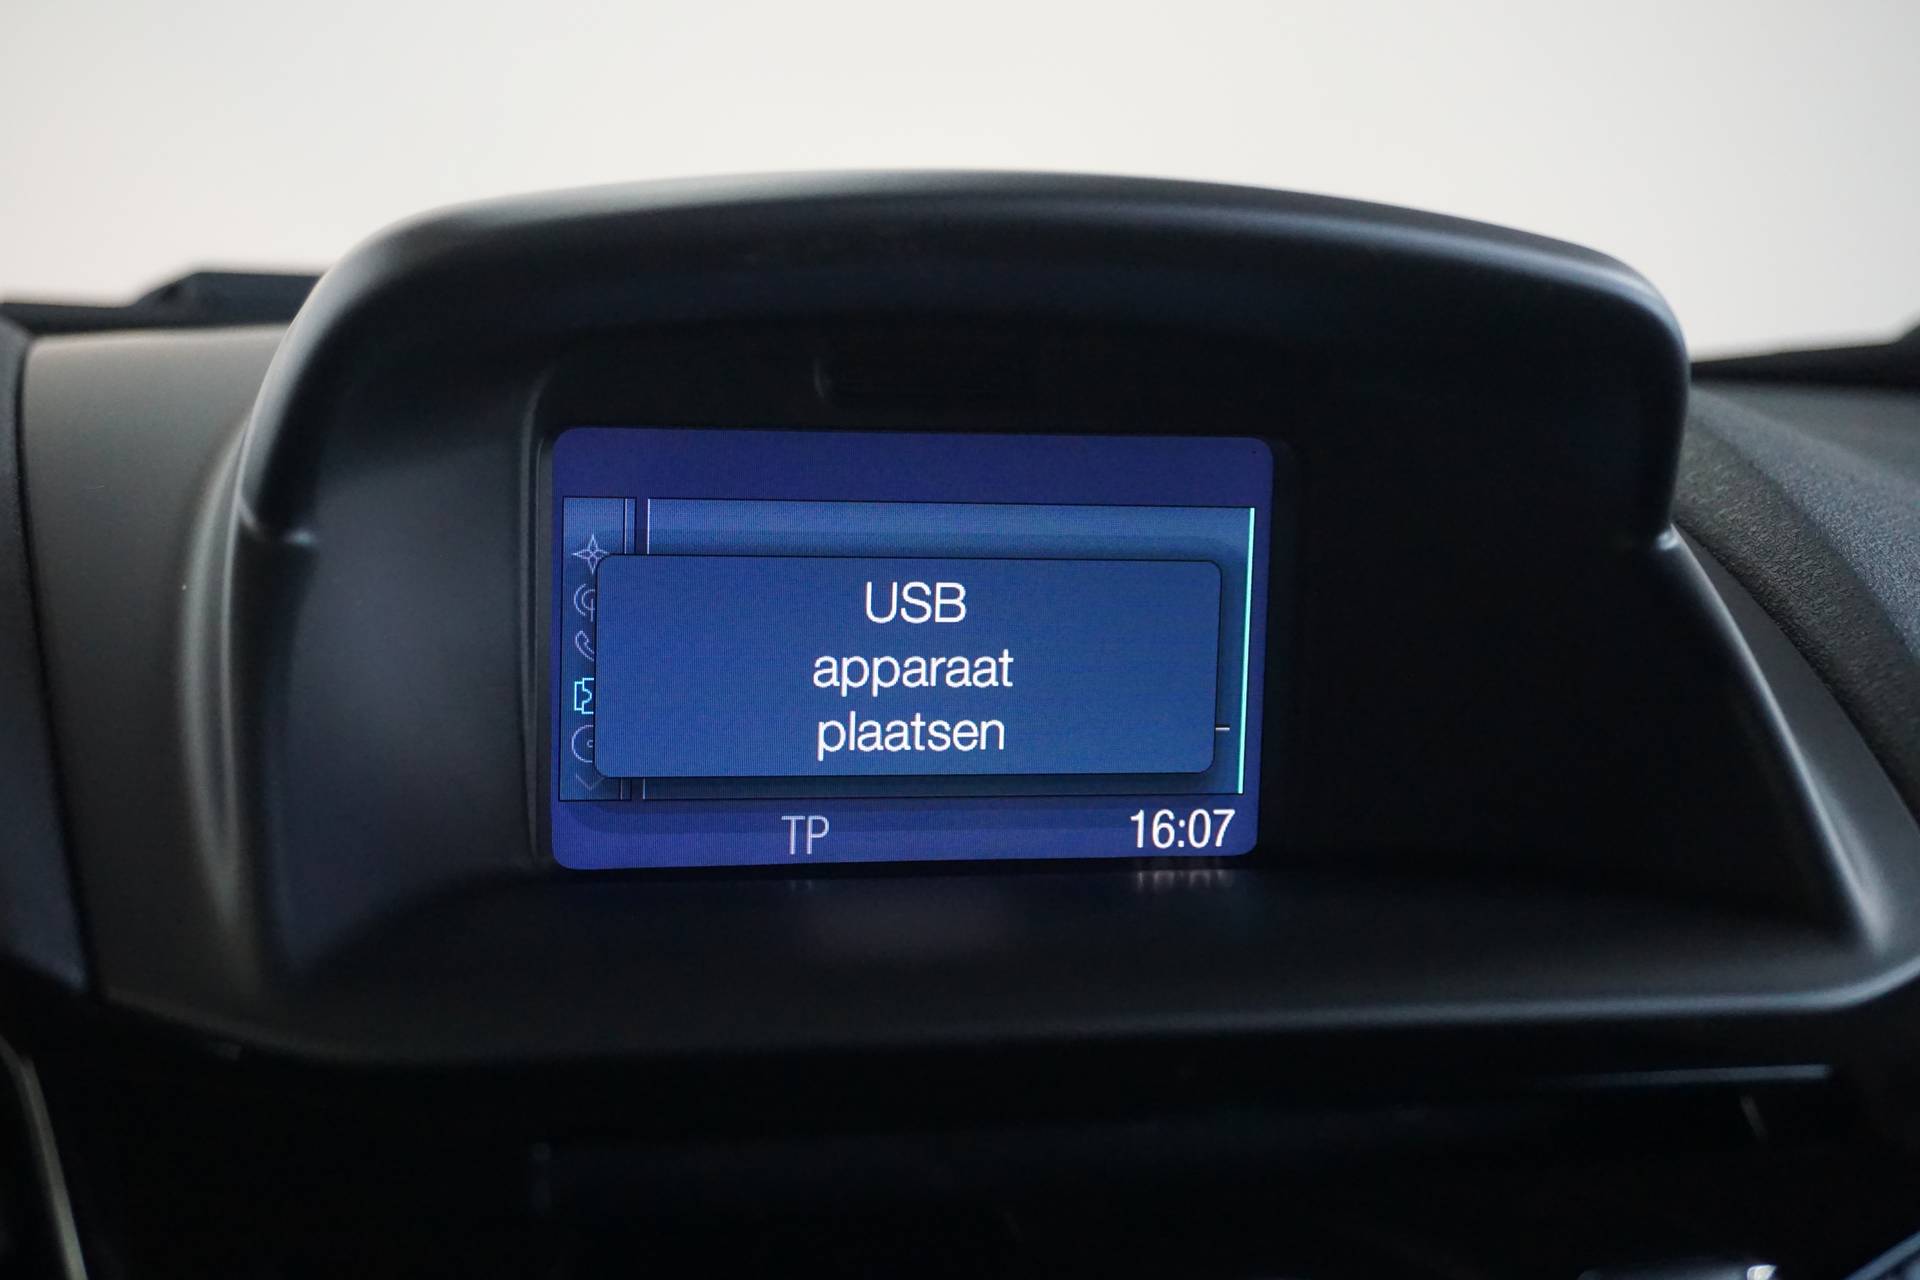 USB
apparaat
plaatsen
TP 16:07